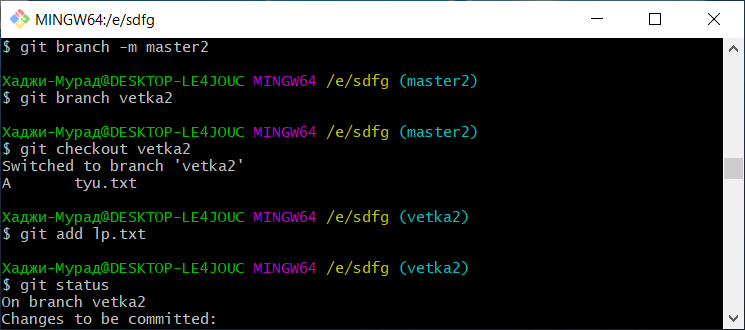 MINGW64:/e/sdfg
$ git branch -m master2
Хаджи-Мурад@DESKTOP-LE4JOUC MINGW64 /e/sdfg (master2)
$ git branch vetka2
Хаджи-Мурад@DESKTOP-LE4JOUC MINGW64 /e/sdfg (master2)
$ git checkout vetka2
Switched to branch 'vetka2'
A       tyu.txt
Хаджи-Мурад@DESKTOP-LE4JOUC MINGW64 /e/sdfg (vetka2)
$ git add lp.txt
Хаджи-Мурад@DESKTOP-LE4JOUC MINGW64 /e/sdfg (vetka2)
$ git status
On branch vetka2
Changes to be committed: